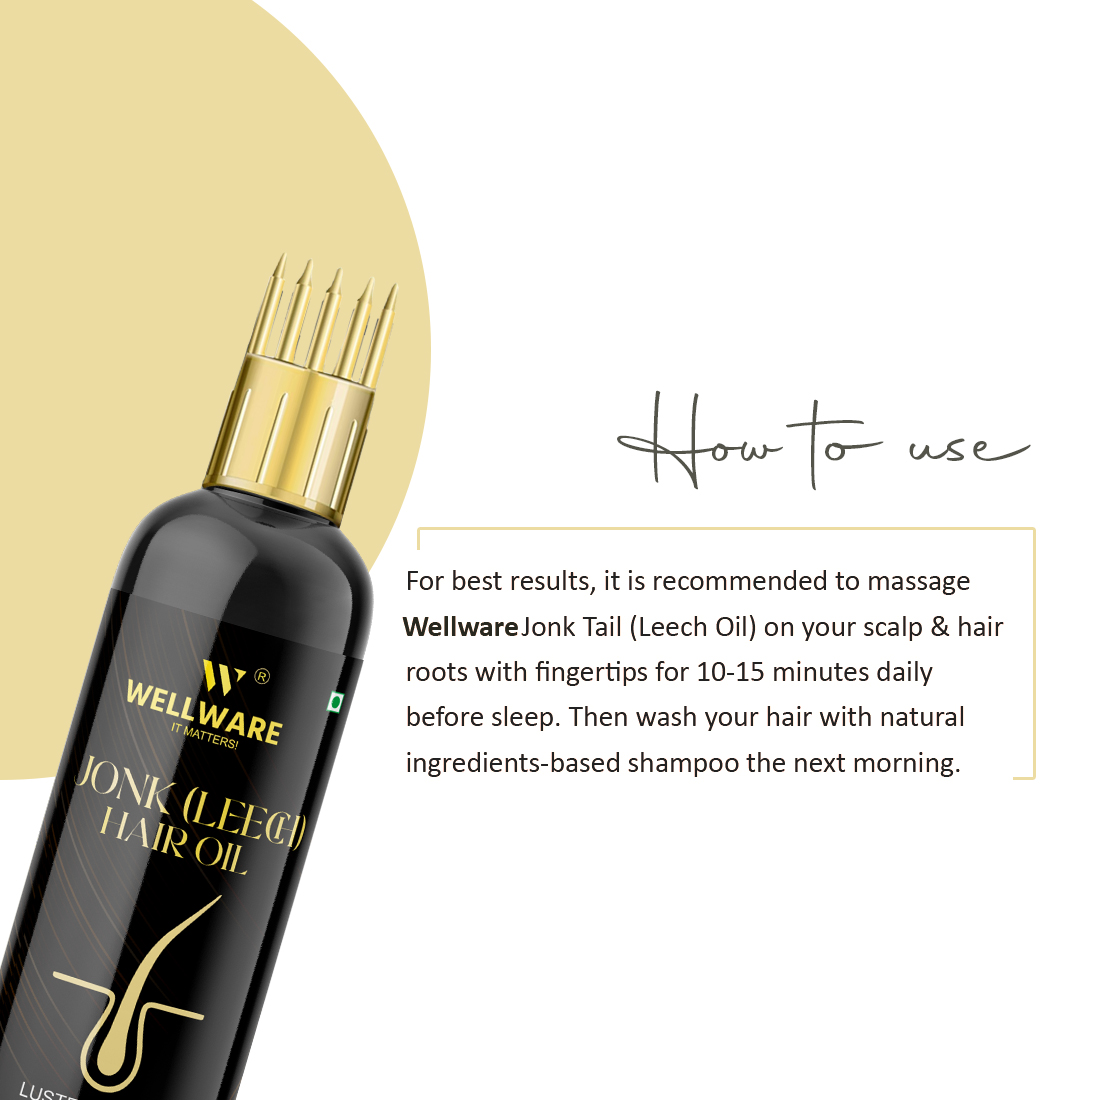 How to use
For best results, it is recommended to massage
Wellware Jonk Tail (Leech Oil) on your scalp & hair
roots with fingertips for 10-15 minutes daily
before sleep. Then wash your hair with natural
ingredients-based shampoo the next morning.
W ®
WELLWARE
IT MATTERS!
JONK (LEECH)
HAIR OIL